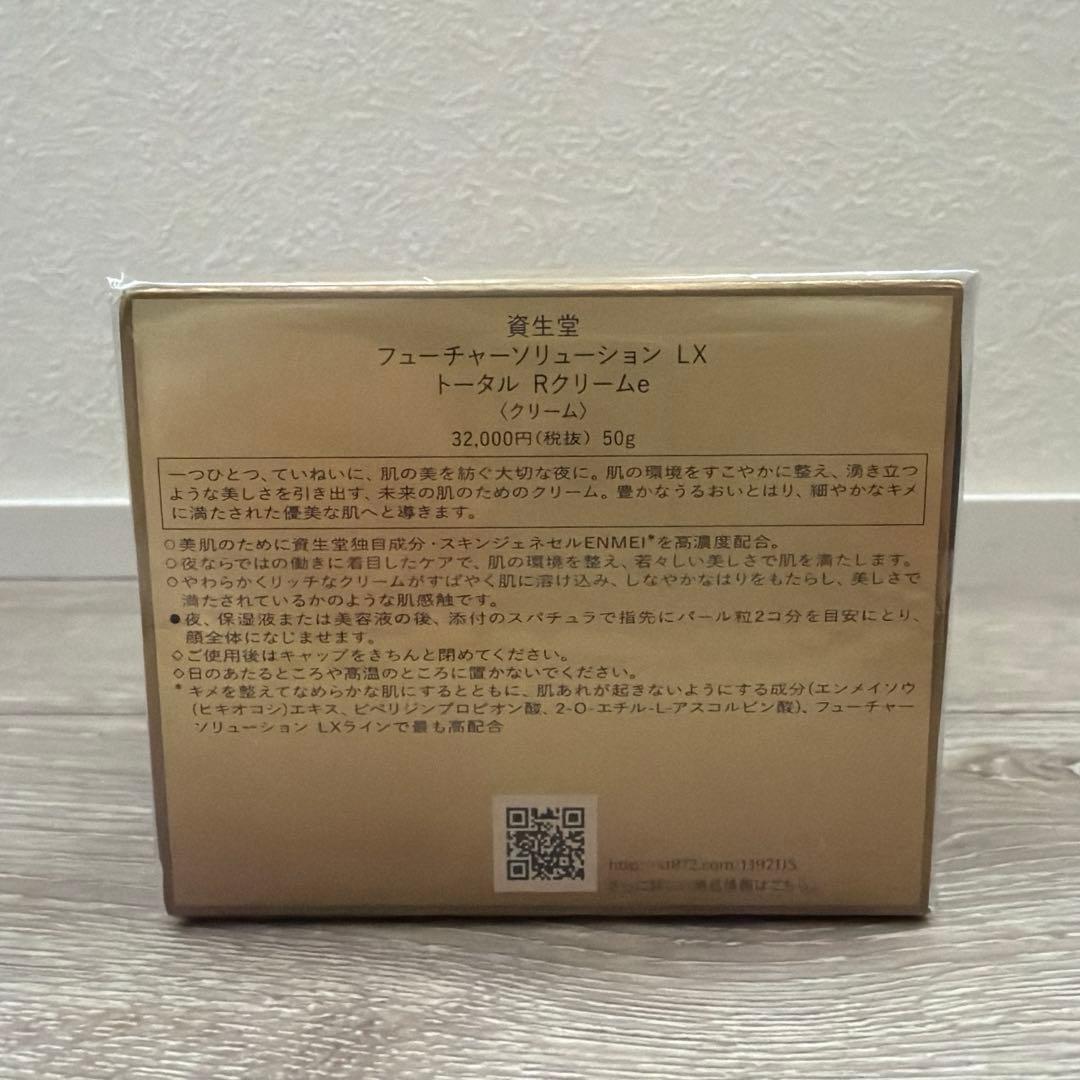 資生堂
フューチャーソリューション LX
トータル Rクリームe
〈クリーム〉
32,000円(税抜) 50g
一つひとつ、ていねいに、肌の美を紡ぐ大切な夜に。肌の環境をすこやかに整え、湧き立つ
ような美しさを引き出す、未来の肌のためのクリーム。豊かなうるおいとはり、細やかなキメ
に満たされた優美な肌へと導きます。
○美肌のために資生堂独自成分・スキンジェネセルENMEI*を高濃度配合。
○夜ならではの働きに着目したケアで、肌の環境を整え、若々しい美しさで肌を満たします。
○やわらかくリッチなクリームがすばやく肌に溶け込み、しなやかなはりをもたらし、美しさで
満たされているかのような肌感触です。
●夜、保湿液または美容液の後、添付のスパチュラで指先にパール粒2コ分を目安にとり、
顔全体になじませます。
◇ご使用後はキャップをきちんと閉めてください。
◇日のあたるところや高温のところに置かないでください。
*キメを整えてなめらかな肌にするとともに、肌あれが起きないようにする成分(エンメイソウ
(ヒキオコシ)エキス、ピペリジンプロピオン酸、2-O-エチル-L-アスコルビン酸)、フューチャー
ソリューション LXラインで最も高配合